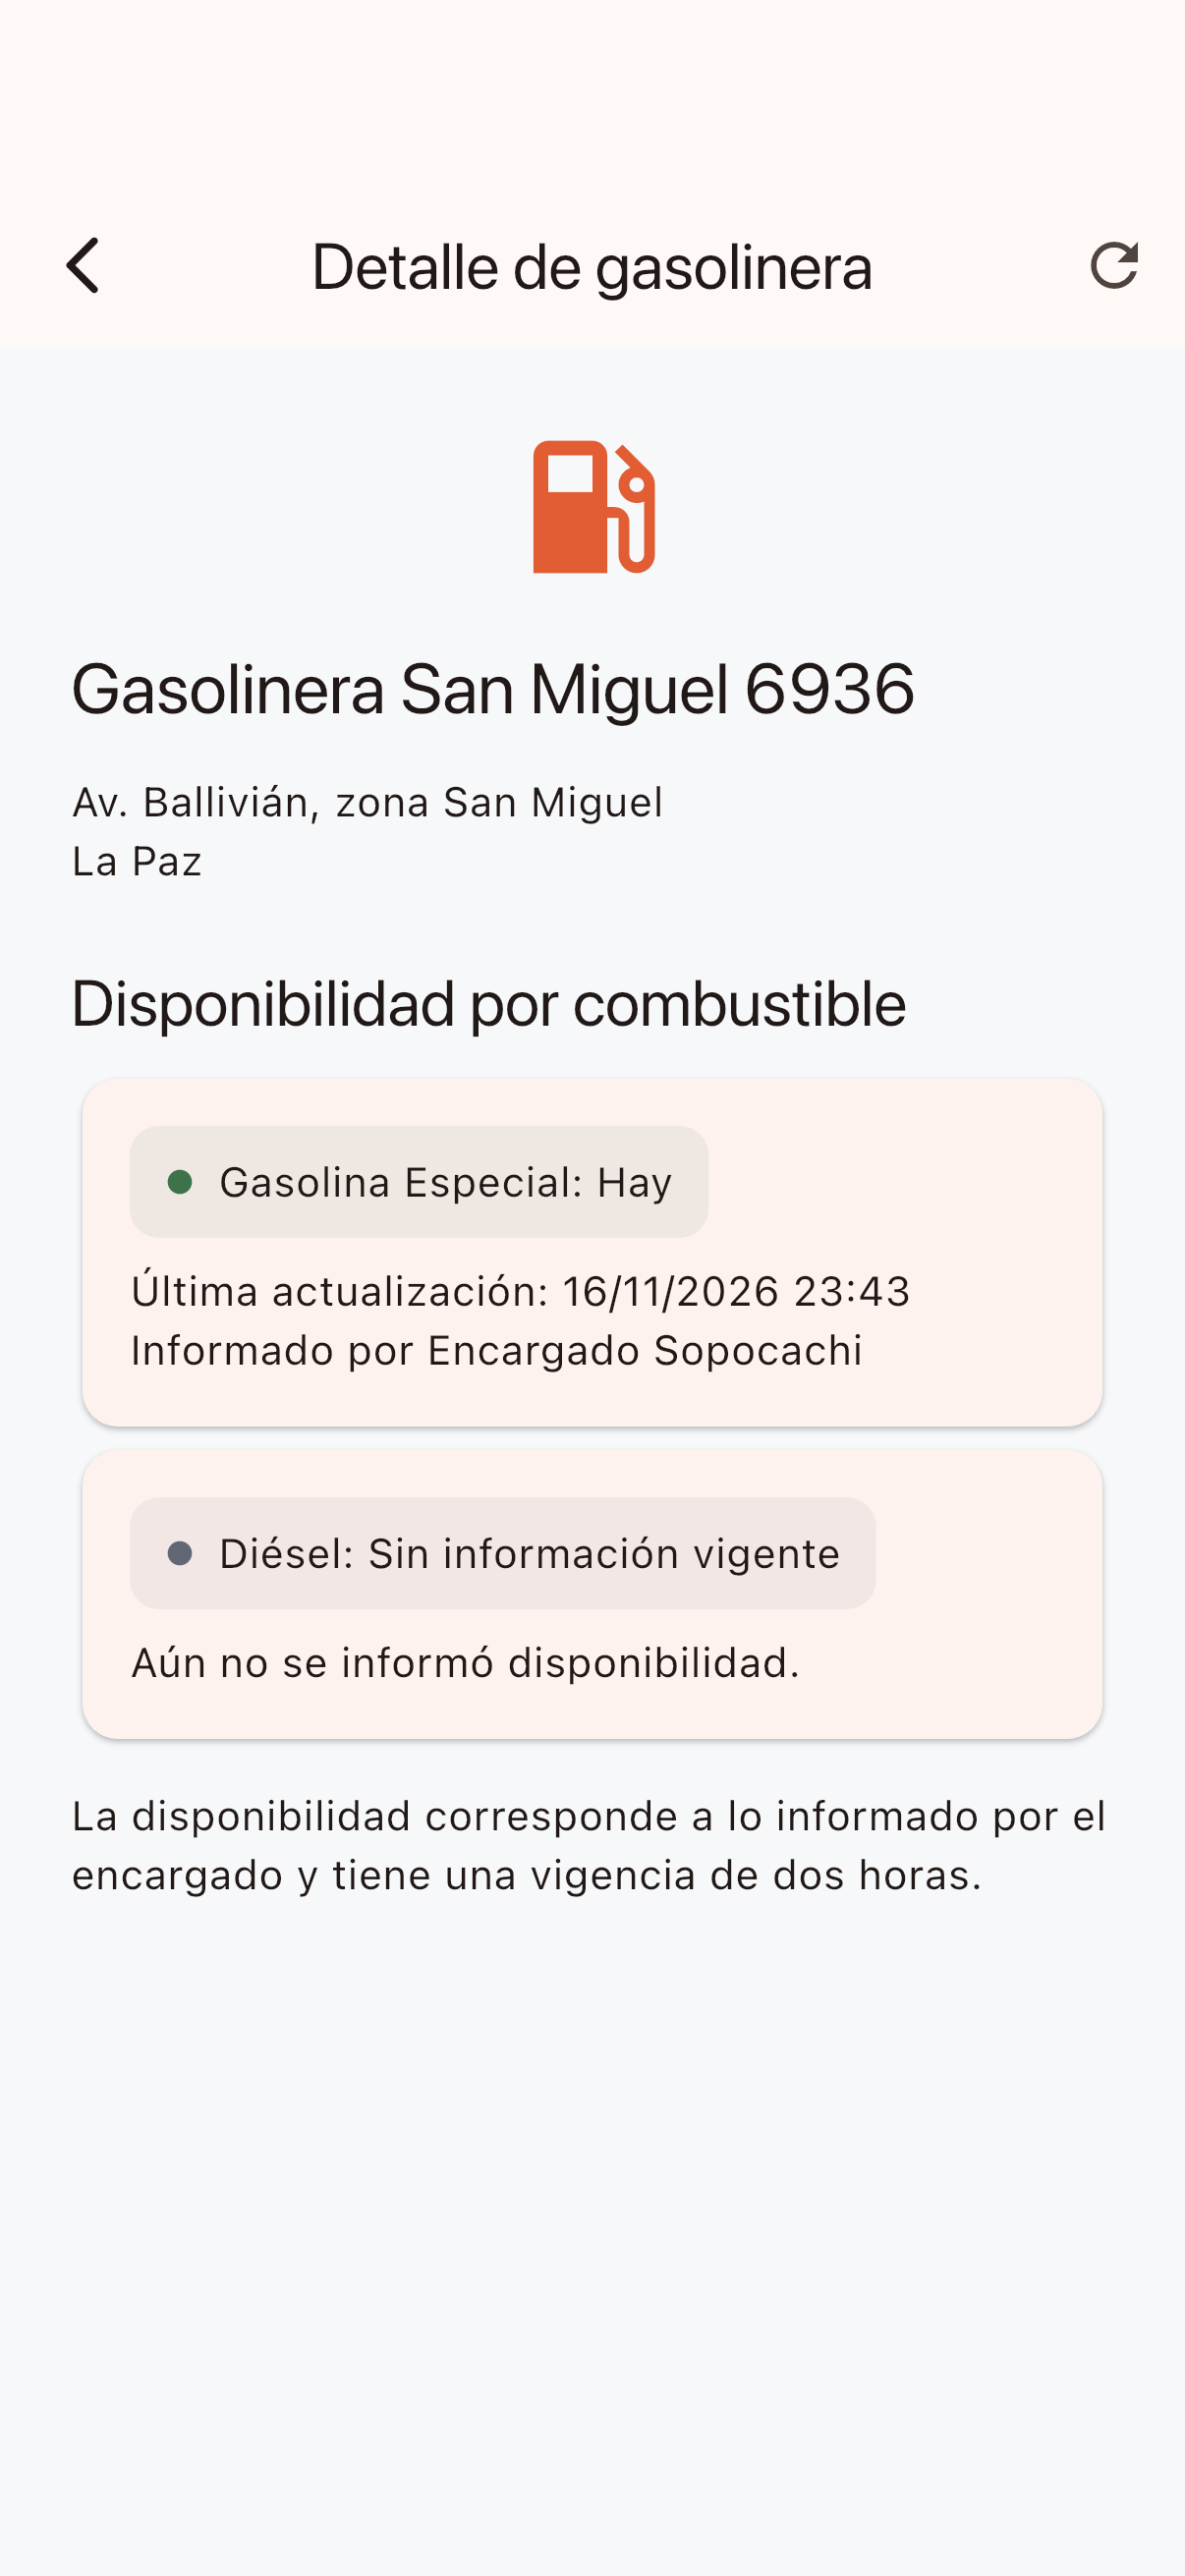 Detalle de gasolinera
Gasolinera San Miguel 6936
Av. Ballivián, zona San Miguel
La Paz
Disponibilidad por combustible
Gasolina Especial: Hay
Última actualización: 16/11/2026 23:43
Informado por Encargado Sopocachi
Diésel: Sin información vigente
Aún no se informó disponibilidad.
La disponibilidad corresponde a lo informado por el
encargado y tiene una vigencia de dos horas.